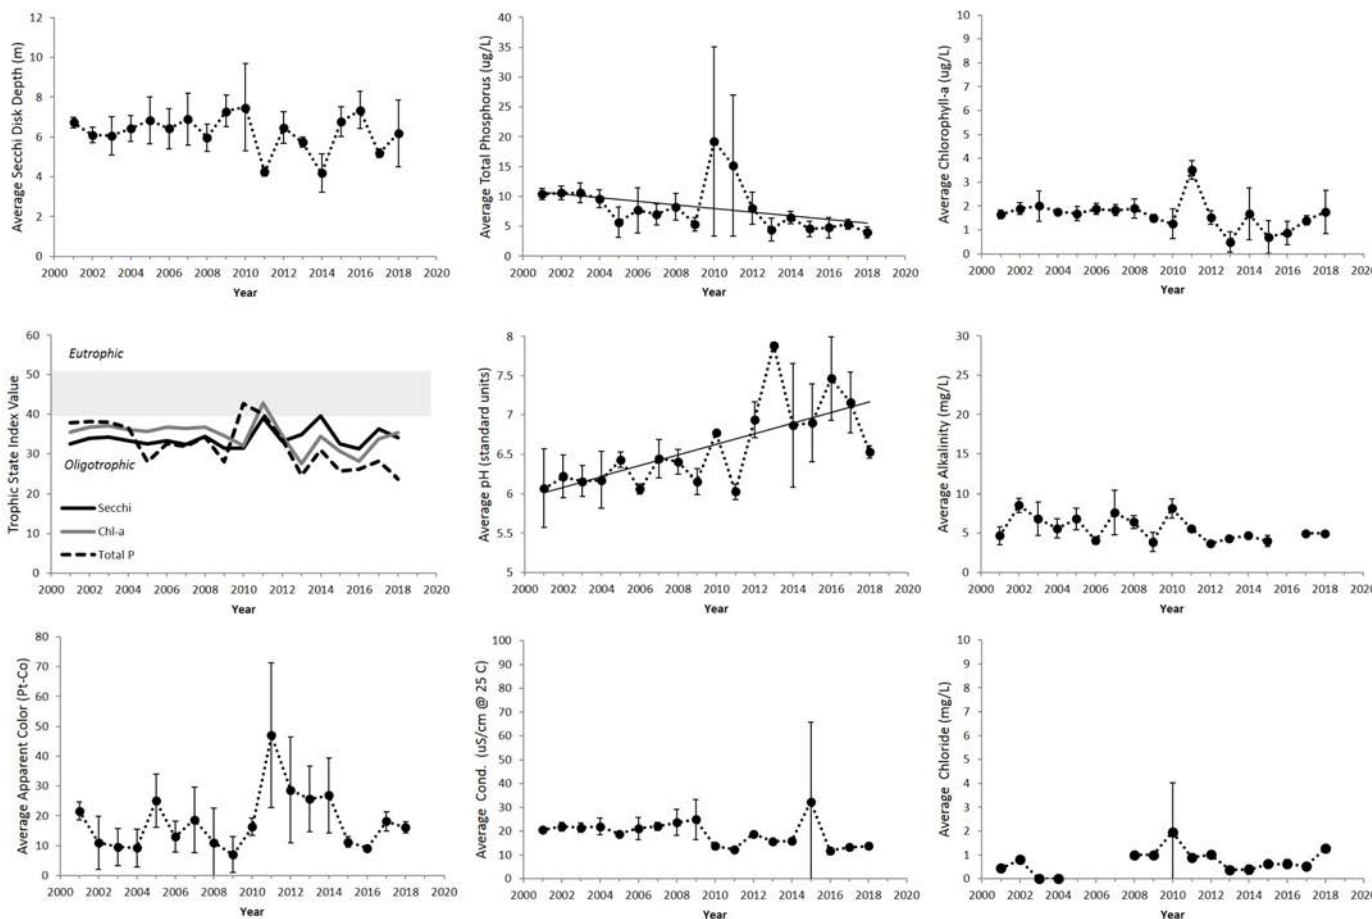 Average Secchi Disk Depth (m)
12
10
8
6
4
2
0
2000 2002 2004 2006 2008 2010 2012 2014 2016 2018 2020
Year
Average Total Phosphorus (ug/L)
40
35
30
25
20
15
10
5
0
2000 2002 2004 2006 2008 2010 2012 2014 2016 2018 2020
Year
Average Chlorophyll-a (ug/L)
10
9
8
7
6
5
4
3
2
1
0
2000 2002 2004 2006 2008 2010 2012 2014 2016 2018 202
Year
Trophic State Index Value
60
50
40
30
20
10
0
Eutrophic
Oligotrophic
Secchi
Chl-a
Total P
2000 2002 2004 2006 2008 2010 2012 2014 2016 2018 2020
Year
Average pH (standard units)
8
7.5
7
6.5
6
5.5
5
2000 2002 2004 2006 2008 2010 2012 2014 2016 2018 2020
Year
Average Alkalinity (mg/L)
30
25
20
15
10
5
0
2000 2002 2004 2006 2008 2010 2012 2014 2016 2018 202
Year
Average Apparent Color (Pt-Co)
80
70
60
50
40
30
20
10
0
2000 2002 2004 2006 2008 2010 2012 2014 2016 2018 2020
Year
Average Cond. (uS/cm @ 25 C)
100
90
80
70
60
50
40
30
20
10
0
2000 2002 2004 2006 2008 2010 2012 2014 2016 2018 2020
Year
Average Chloride (mg/L)
10
9
8
7
6
5
4
3
2
1
0
2000 2002 2004 2006 2008 2010 2012 2014 2016 2018 202
Year